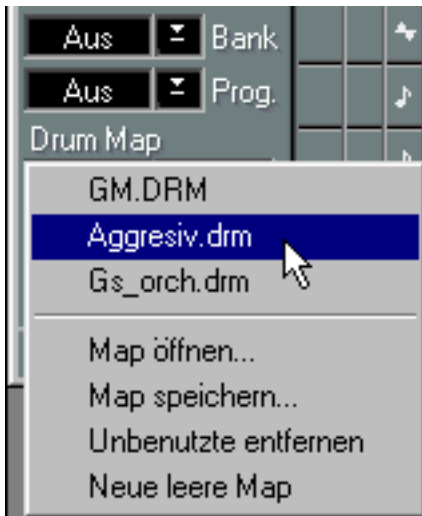 Aus Bank
Aus Prog.
Drum Map
GM.DRM
Aggresiv.drm
Gs_orch.drm
Map öffnen...
Map speichern...
Unbenutzte entfernen
Neue leere Map